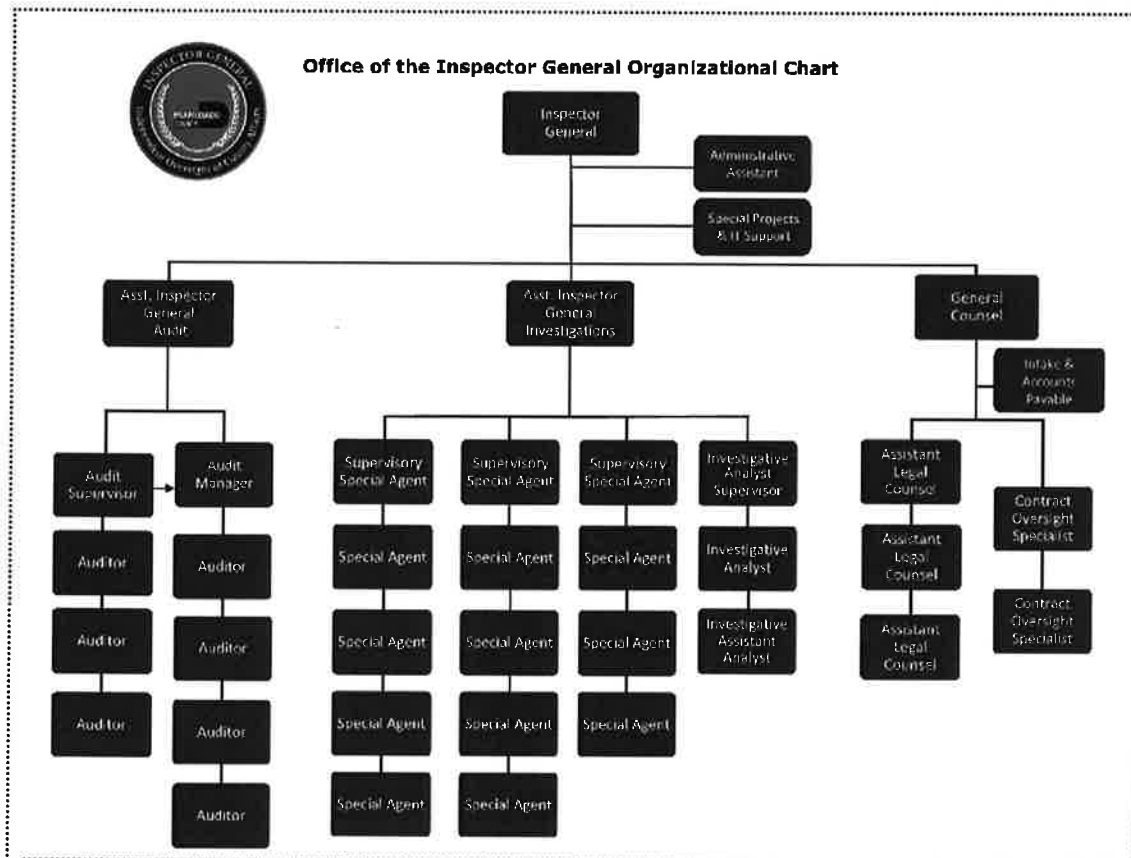 INSPECTOR GENERAL
Independent Oversight of County Affairs
Office of the Inspector General Organizational Chart
Inspector
General
Administrative
Assistant
Special Projects
& IT Support
Asst. Inspector
General
Audit
Asst. Inspector
General
Investigations
General
Counsel
Intake &
Accounts
Payable
Audit
Supervisor
Audit
Manager
Auditor
Auditor
Auditor
Auditor
Auditor
Auditor
Auditor
Supervisory
Special Agent
Special Agent
Special Agent
Special Agent
Special Agent
Supervisory
Special Agent
Special Agent
Special Agent
Special Agent
Special Agent
Supervisory
Special Agent
Special Agent
Special Agent
Special Agent
Investigative
Analyst
Supervisor
Investigative
Analyst
Investigative
Assistant
Analyst
Assistant
Legal
Counsel
Assistant
Legal
Counsel
Assistant
Legal
Counsel
Contract
Oversight
Specialist
Contract
Oversight
Specialist